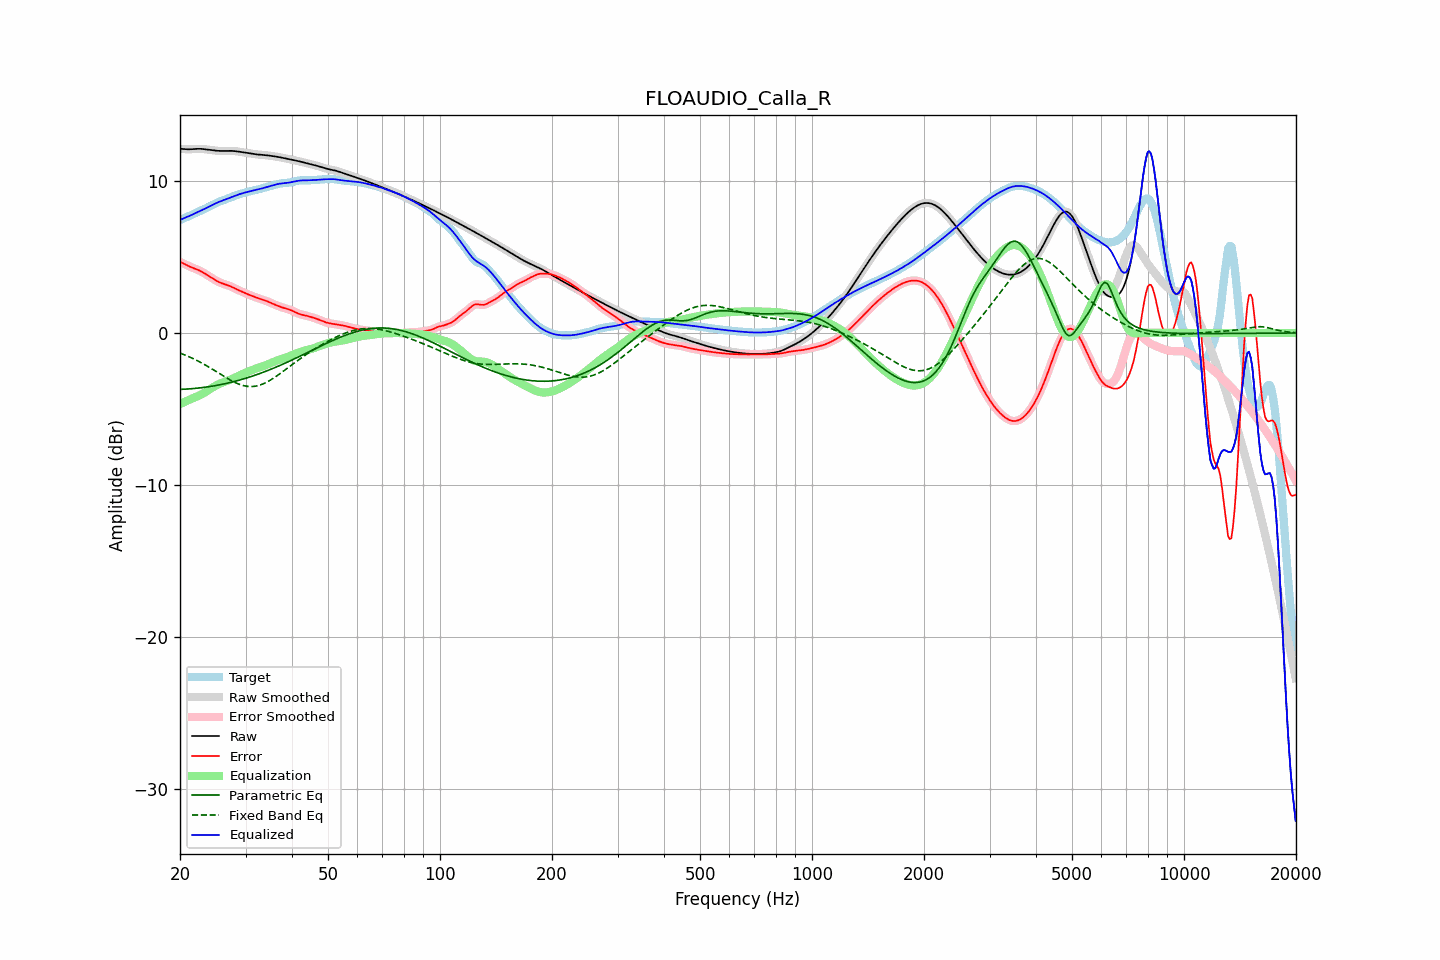 FLOAUDIO_Calla_R
Amplitude (dBr)
10
0
−10
−20
−30
Target
Raw Smoothed
Error Smoothed
Raw
Error
Equalization
Parametric Eq
Fixed Band Eq
Equalized
20 50 100 200 500 1000 2000 5000 10000 20000
Frequency (Hz)